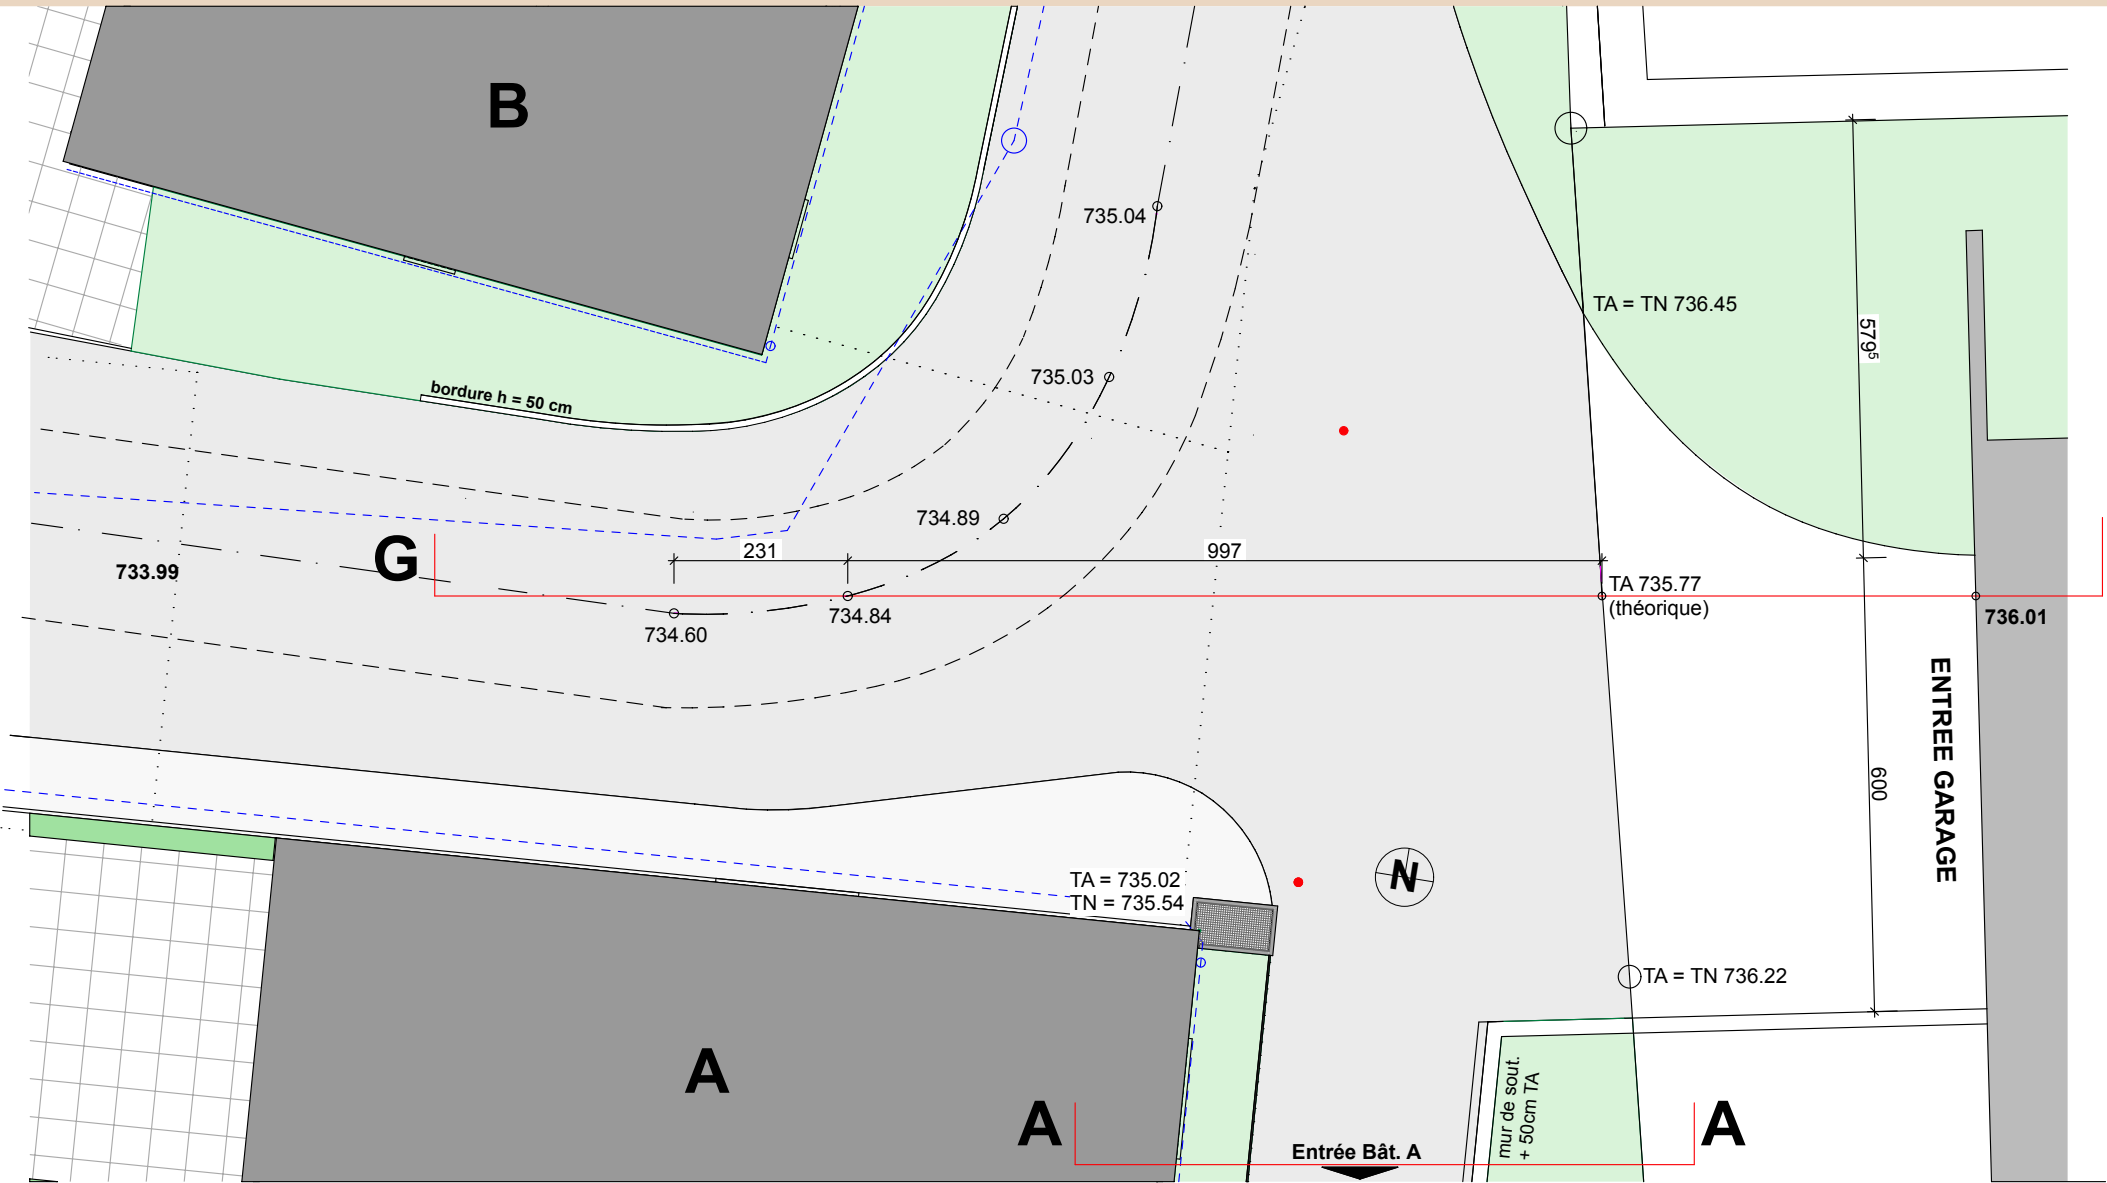 B
735.04
TA = TN 736.45
579⁵
735.03
bordure h = 50 cm
734.89
G
231
997
733.99
TA 735.77
(théorique)
734.84
734.60
736.01
ENTREE GARAGE
600
N
TA = 735.02
TN = 735.54
TA = TN 736.22
A
mur de sout.
+ 50cm TA
A
A
Entrée Bât. A